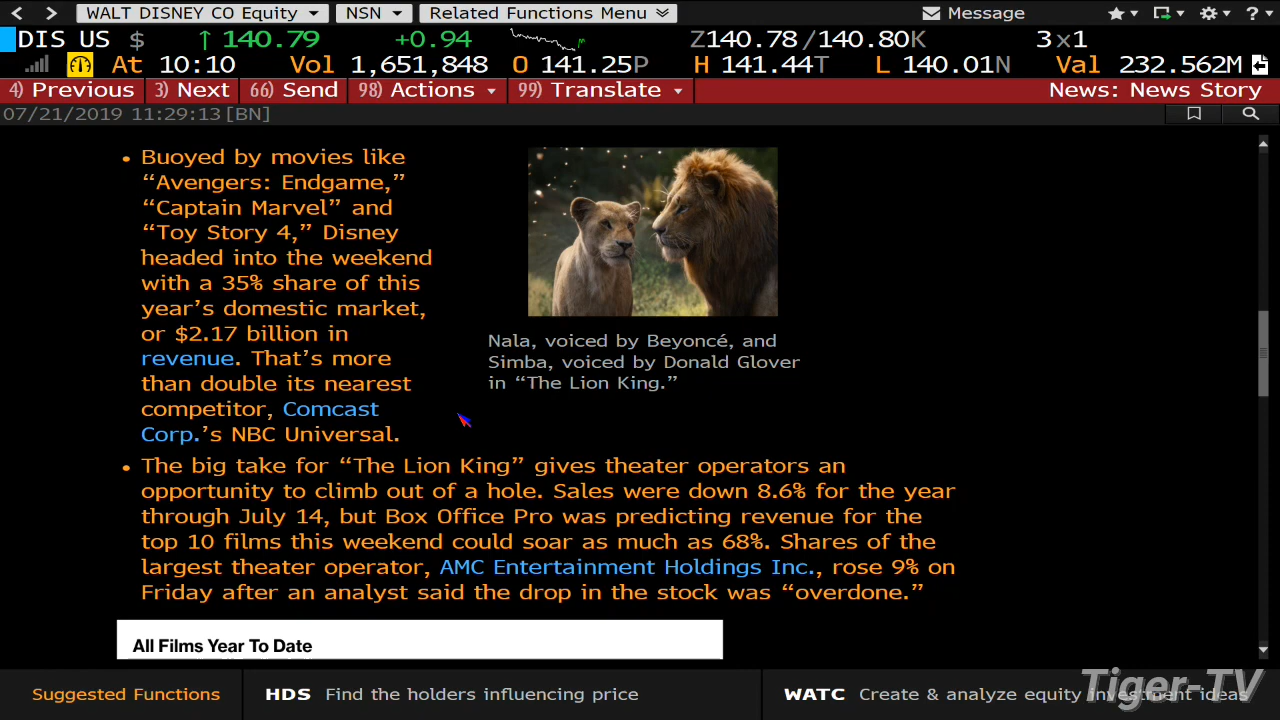 < > WALT DISNEY CO Equity NSN Related Functions Menu Message ?
DIS US $ ↑ 140.79 +0.94 Z140.78/140.80K 3x1
At 10:10 Vol 1,651,848 O 141.25P H 141.44T L 140.01N Val 232.562M
4) Previous 3) Next 66) Send 98) Actions 99) Translate News: News Story
07/21/2019 11:29:13 [BN]
• Buoyed by movies like
“Avengers: Endgame,”
“Captain Marvel” and
“Toy Story 4,” Disney
headed into the weekend
with a 35% share of this
year’s domestic market,
or $2.17 billion in
revenue. That’s more
than double its nearest
competitor, Comcast
Corp.’s NBC Universal.
Nala, voiced by Beyoncé, and
Simba, voiced by Donald Glover
in “The Lion King.”
• The big take for “The Lion King” gives theater operators an
opportunity to climb out of a hole. Sales were down 8.6% for the year
through July 14, but Box Office Pro was predicting revenue for the
top 10 films this weekend could soar as much as 68%. Shares of the
largest theater operator, AMC Entertainment Holdings Inc., rose 9% on
Friday after an analyst said the drop in the stock was “overdone.”
All Films Year To Date
Suggested Functions HDS Find the holders influencing price WATC Create & analyze equity investment ideas
Tiger-TV